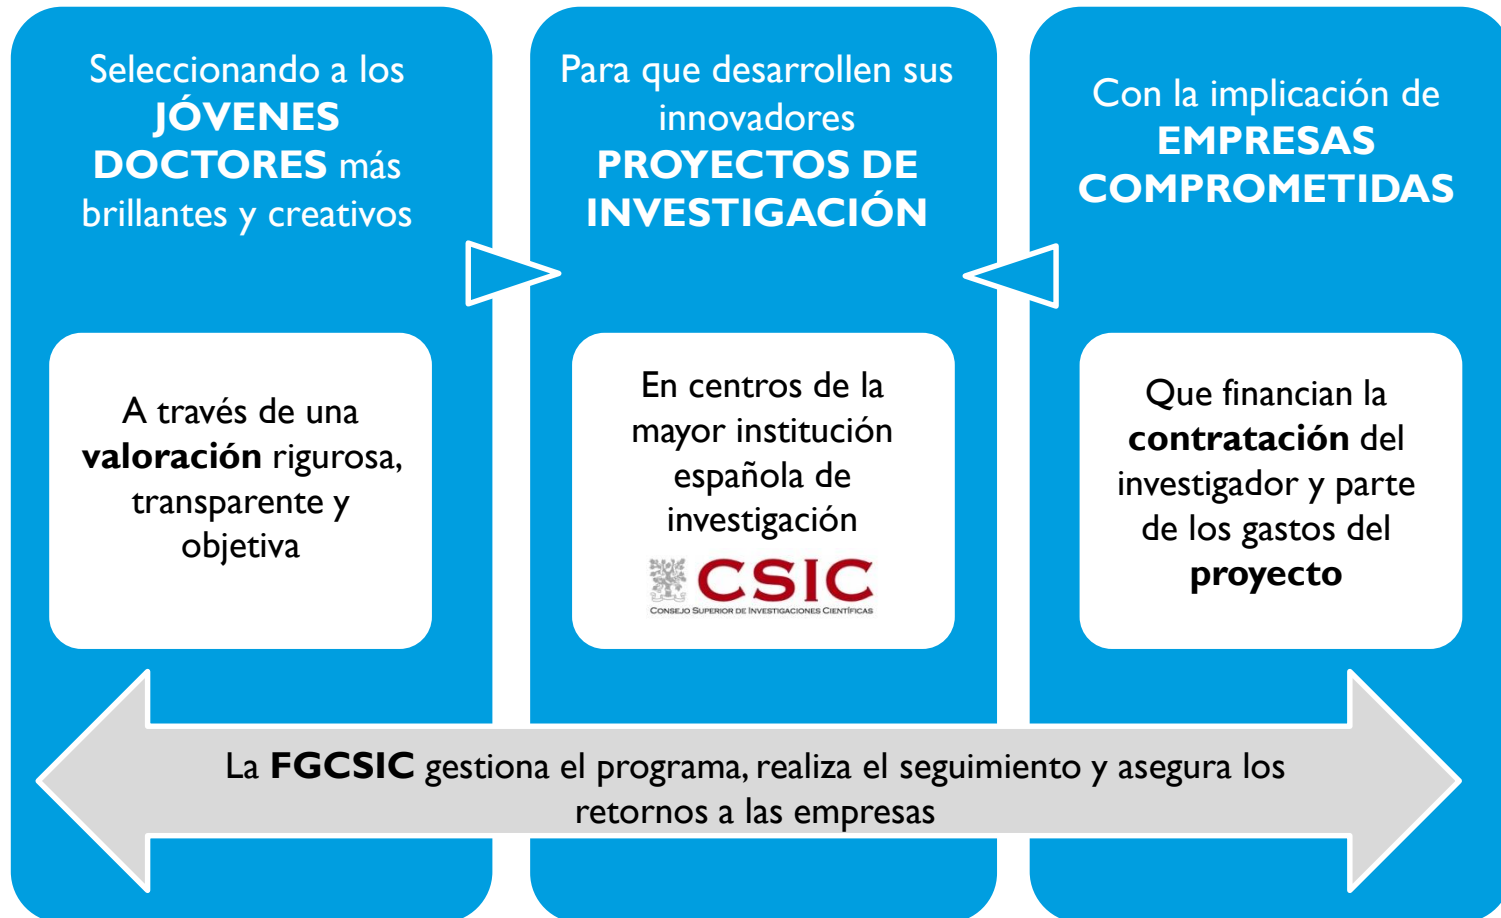 Seleccionando a los
JÓVENES
DOCTORES más
brillantes y creativos
A través de una
valoración rigurosa,
transparente y
objetiva
Para que desarrollen sus
innovadores
PROYECTOS DE
INVESTIGACIÓN
En centros de la
mayor institución
española de
investigación
CSIC
CONSEJO SUPERIOR DE INVESTIGACIONES CIENTÍFICAS
Con la implicación de
EMPRESAS
COMPROMETIDAS
Que financian la
contratación del
investigador y parte
de los gastos del
proyecto
La FGCSIC gestiona el programa, realiza el seguimiento y asegura los
retornos a las empresas